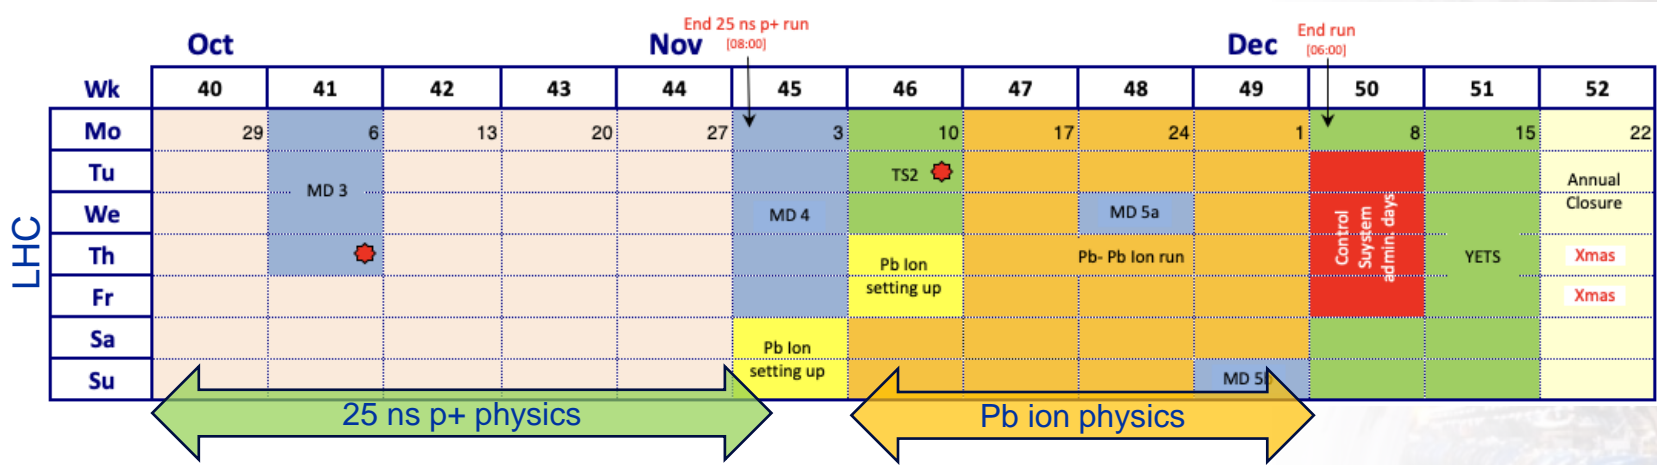 End 25 ns p+ run
Oct Nov [08:00] Dec End run
[06:00]
Wk 40 41 42 43 44 45 46 47 48 49 50 51 52
Mo 29 6 13 20 27 3 10 17 24 1 8 15 22
Tu TS2 Annual
MD 3
We MD 4 MD 5a Closure
Th Pb Ion Pb- Pb Ion run YETS Xmas
Fr setting up Xmas
Control
Suystem
admin. days
Sa Pb Ion
Su setting up MD 5b
LHC
25 ns p+ physics Pb ion physics